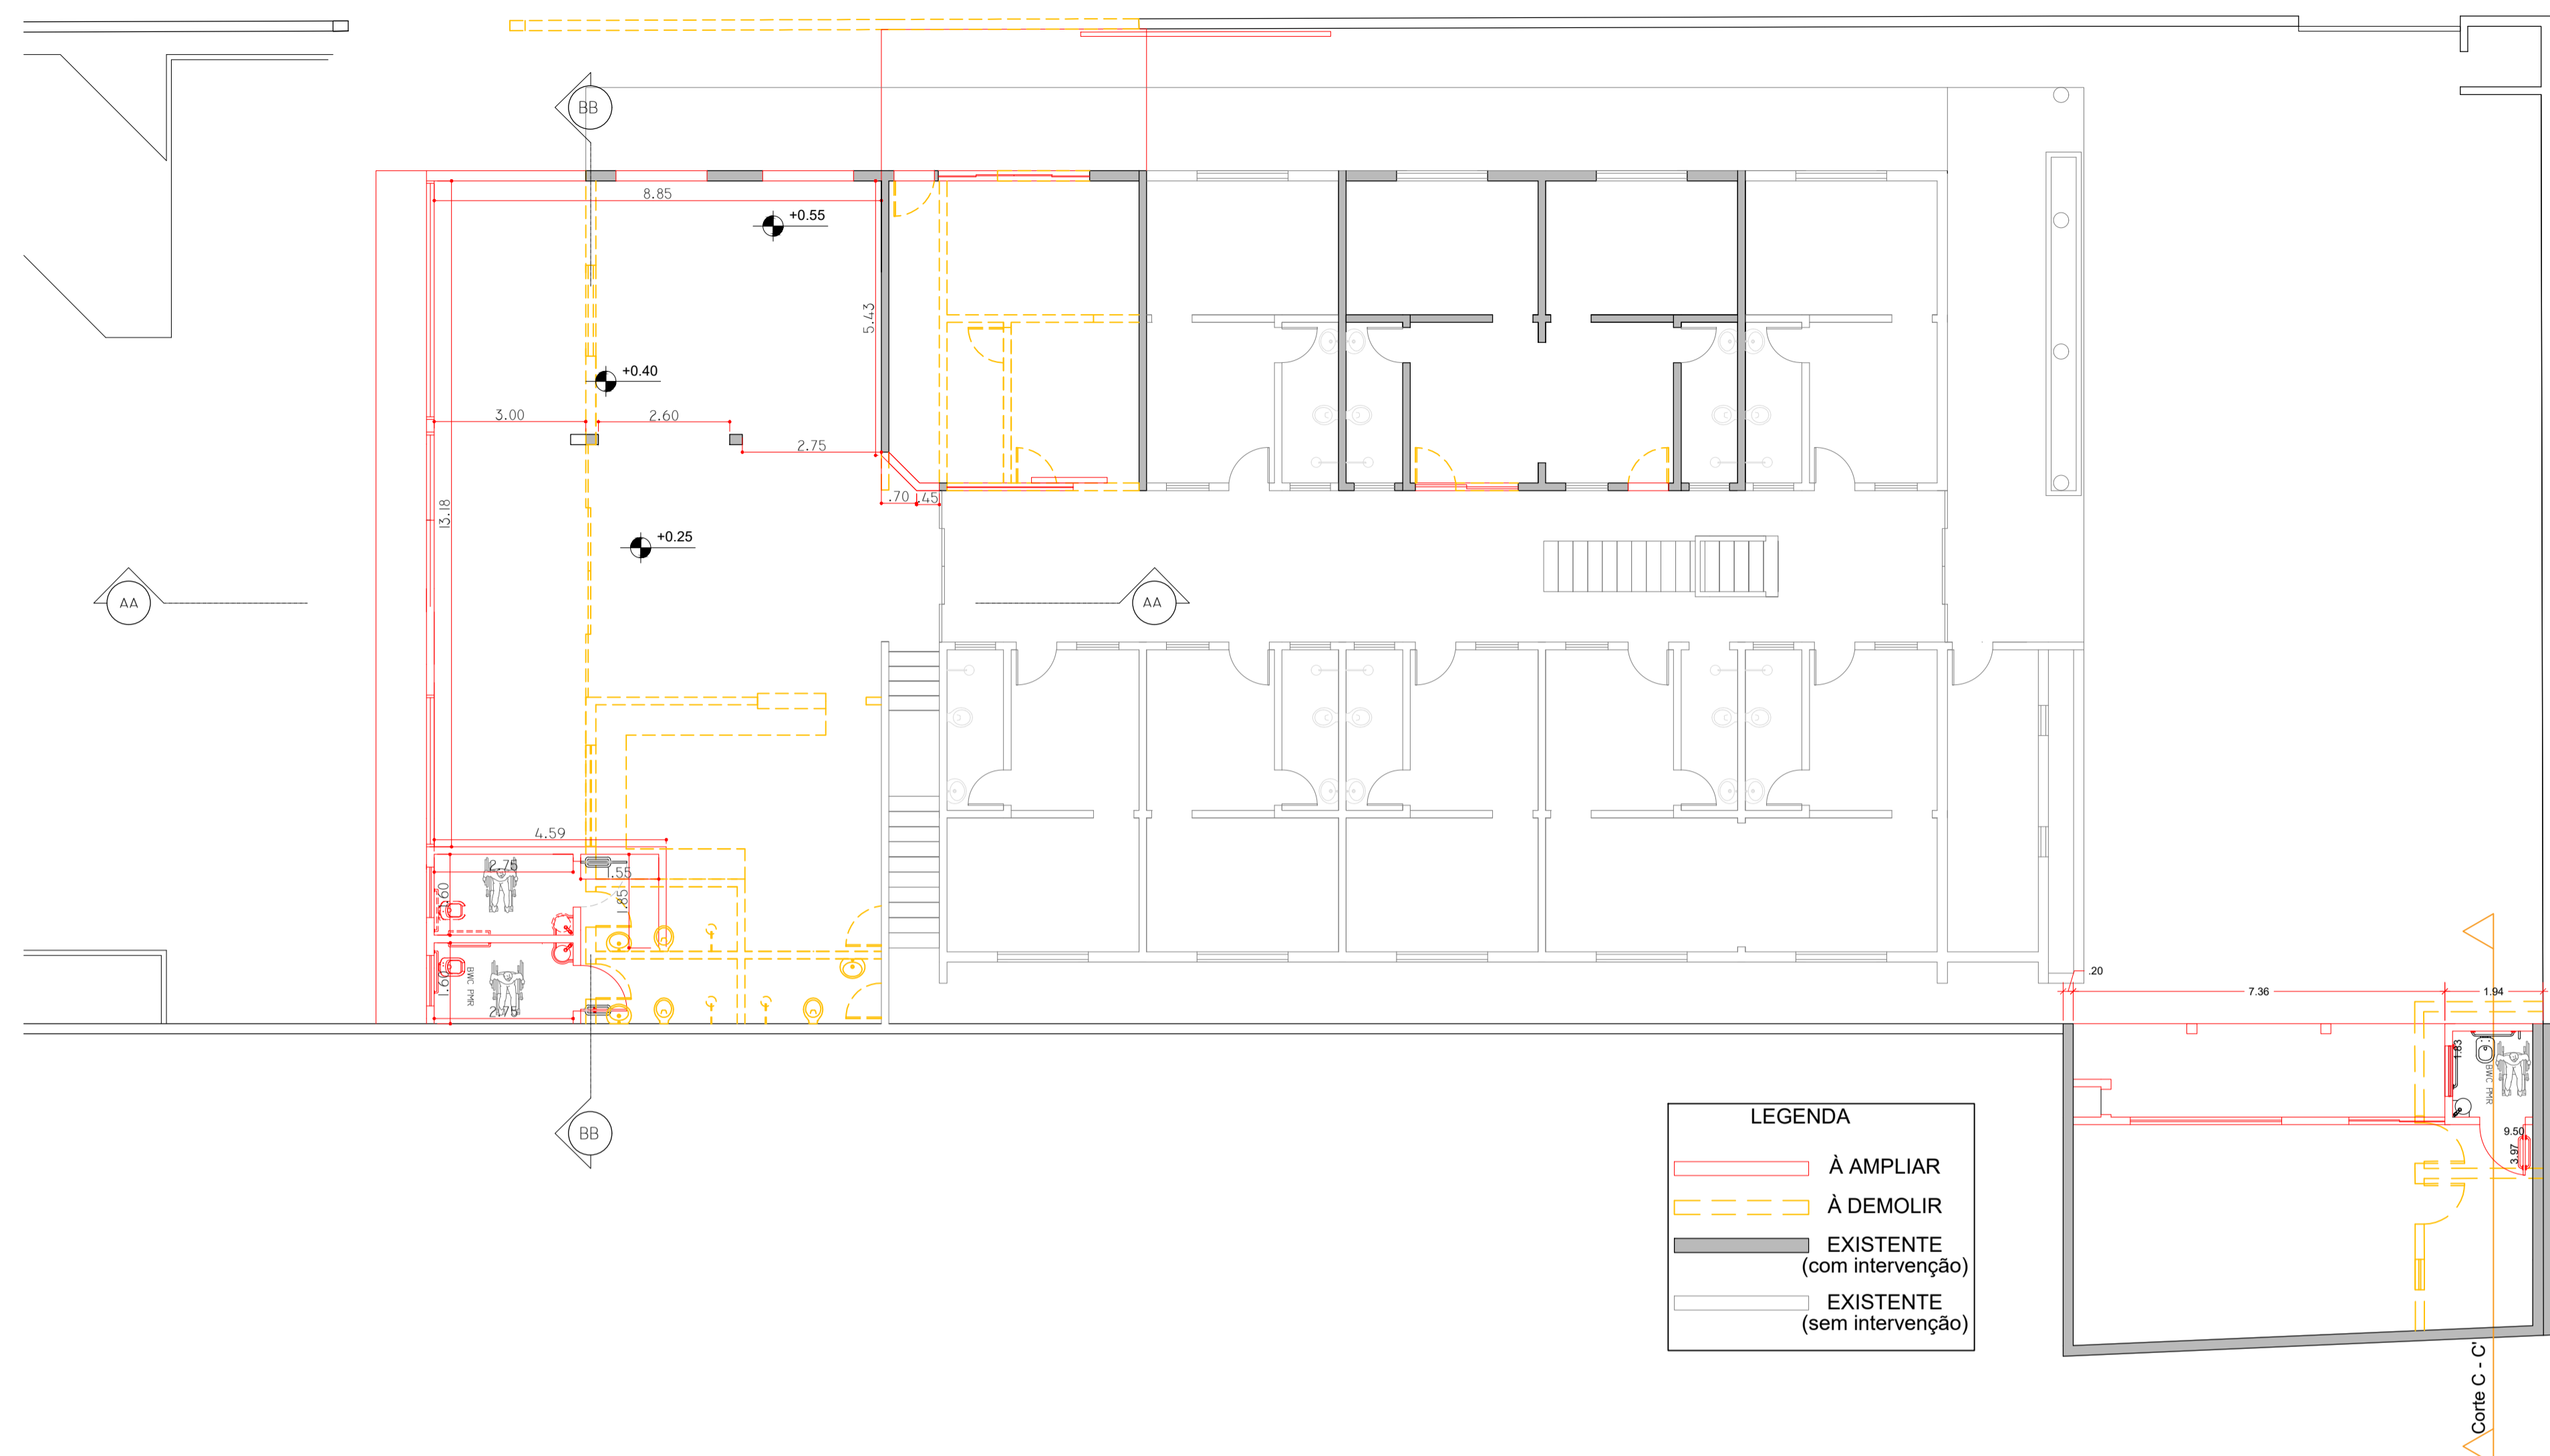 BB
8.85
+0.55
5.43
+0.40
3.00
2.60
2.75
.70
.45
13.18
+0.25
AA
AA
4.59
2.75
1.55
1.60
1.85
1.60
BWC PMR
2.75
BB
.20
7.36
1.94
1.63
BWC PMR
9.50
3.97
LEGENDA
À AMPLIAR
À DEMOLIR
EXISTENTE
(com intervenção)
EXISTENTE
(sem intervenção)
Corte C - C'